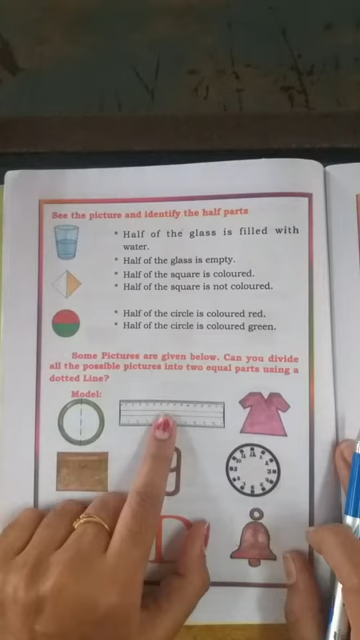 See the picture and identify the half parts
* Half of the glass is filled with
water.
* Half of the glass is empty.
* Half of the square is coloured.
* Half of the square is not coloured.
* Half of the circle is coloured red.
* Half of the circle is coloured green.
Some Pictures are given below. Can you divide
all the possible pictures into two equal parts using a
dotted Line?
Model:
D